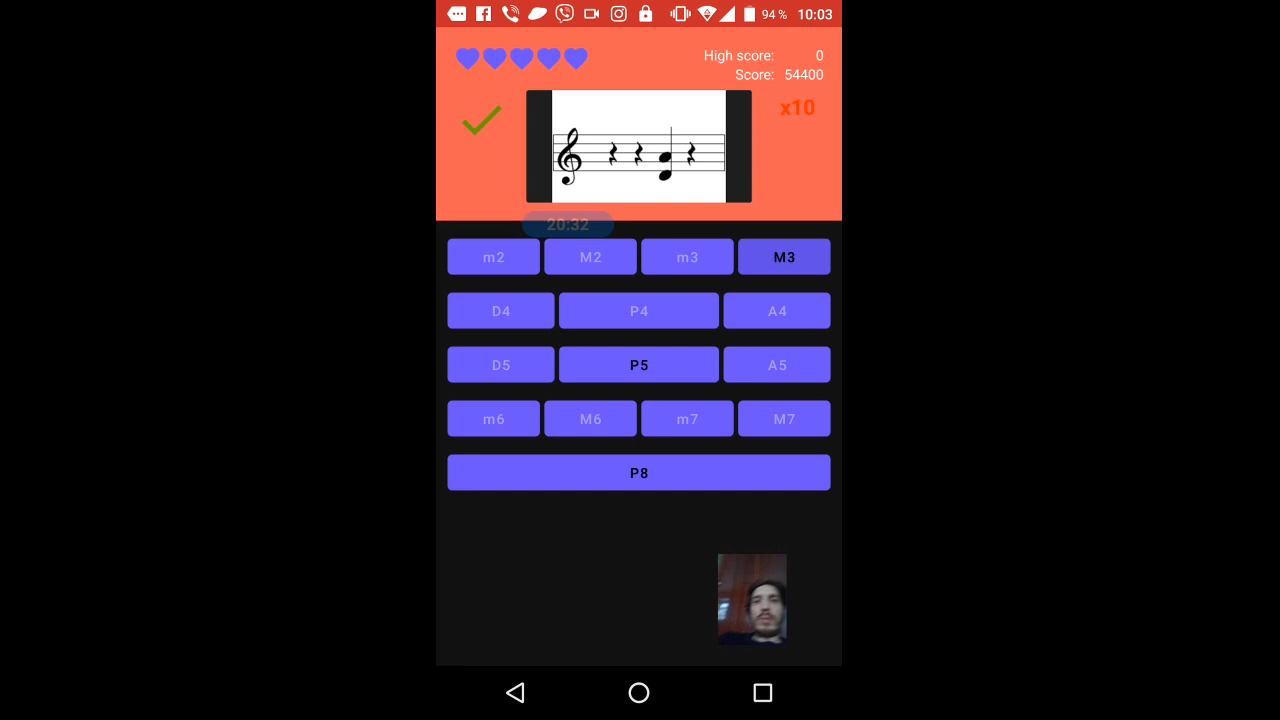 94 % 10:03
High score: 0
Score: 54400
x10
20:32
m2 M2 m3 M3
D4 P4 A4
D5 P5 A5
m6 M6 m7 M7
P8